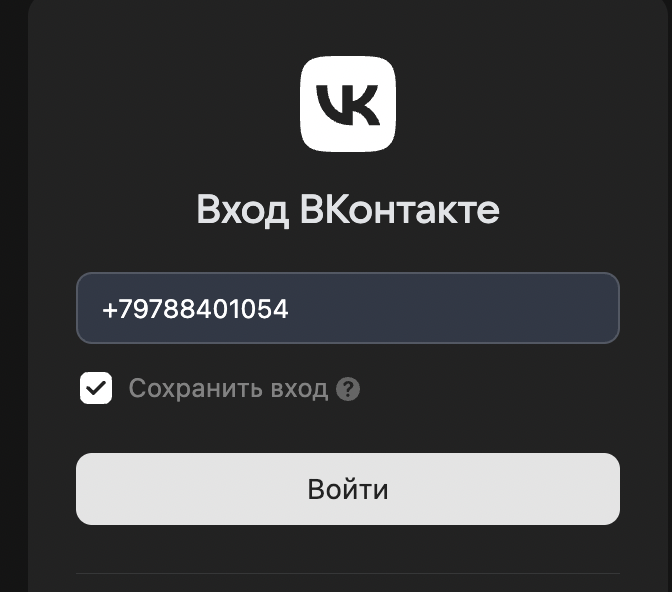 VK
Вход ВКонтакте
+79788401054
Сохранить вход ?
Войти